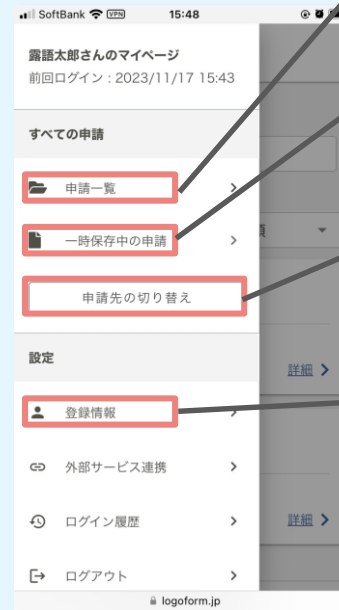 SoftBank VPN 15:48
露語太郎さんのマイページ
前回ログイン：2023/11/17 15:43
すべての申請
申請一覧
一時保存中の申請
申請先の切り替え
設定
詳細
登録情報
外部サービス連携
ログイン履歴
詳細
ログアウト
logoform.jp